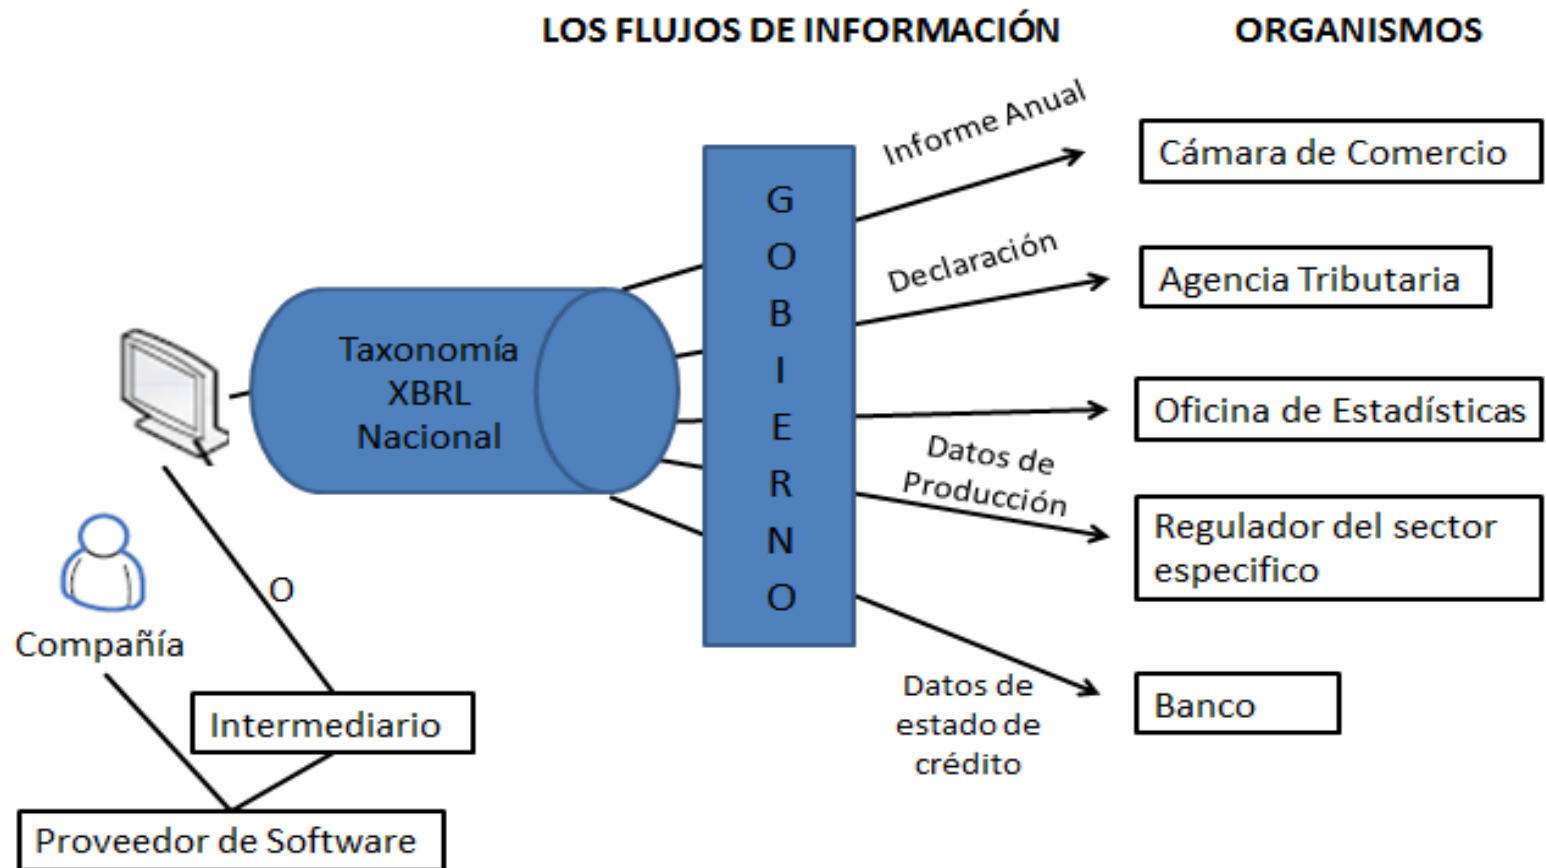 LOS FLUJOS DE INFORMACIÓN
ORGANISMOS
Informe Anual
Cámara de Comercio
Declaración
Agencia Tributaria
Oficina de Estadísticas
Datos de
Producción
Regulador del sector
especifico
Datos de
estado de
crédito
Banco
G
O
B
I
E
R
N
O
Taxonomía
XBRL
Nacional
O
Compañía
Intermediario
Proveedor de Software